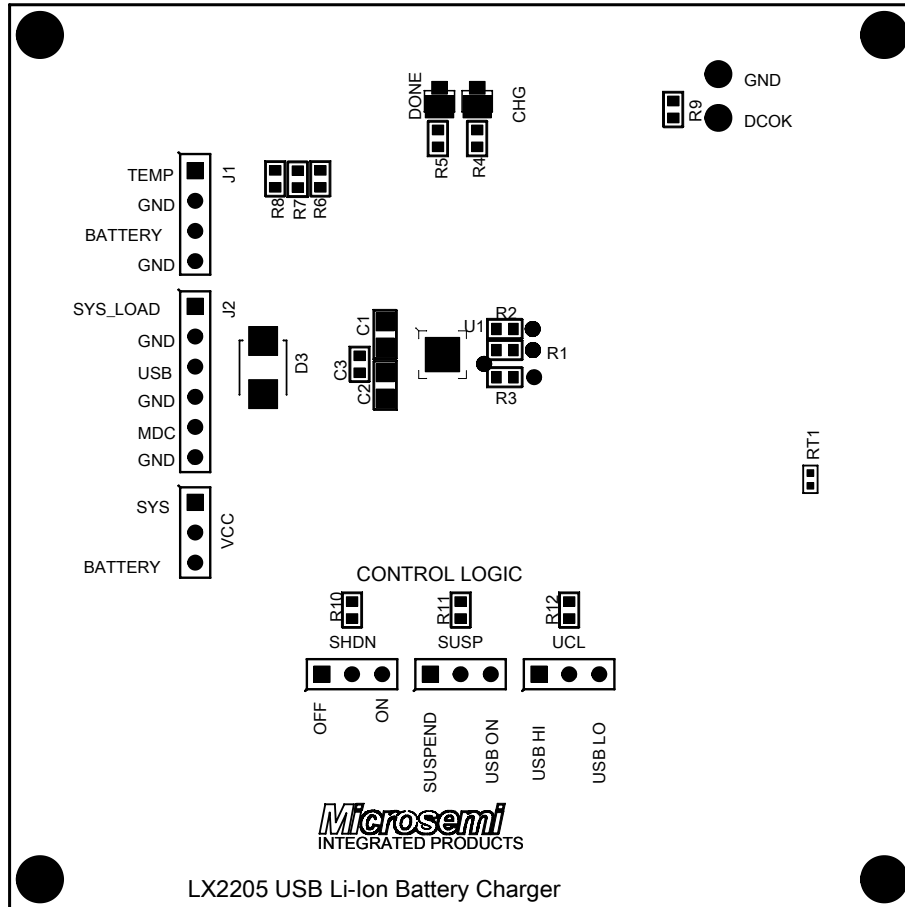 DONE
CHG
GND
R9
DCOK
R5
R4
TEMP
J1
GND
R8
R7
R6
BATTERY
GND
SYS_LOAD
J2
GND
USB
GND
MDC
GND
D3
C1
C3
C2
U1
R2
R1
R3
RT1
SYS
VCC
BATTERY
CONTROL LOGIC
R10
R11
R12
SHDN
SUSP
UCL
OFF
ON
SUSPEND
USB ON
USB HI
USB LO
Microsemi
INTEGRATED PRODUCTS
LX2205 USB Li-Ion Battery Charger